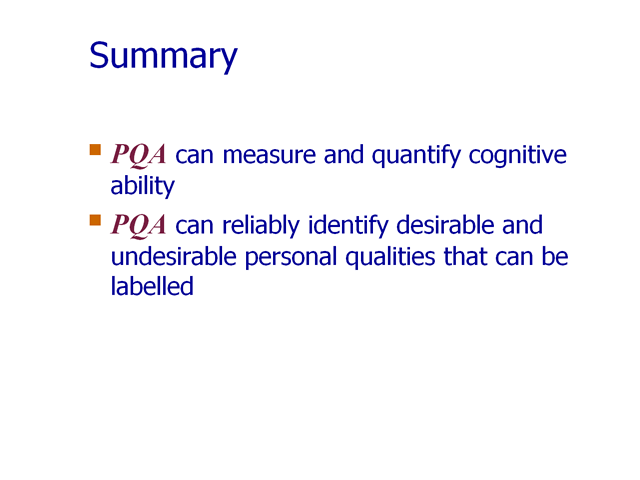 Summary
PQA can measure and quantify cognitive
ability
PQA can reliably identify desirable and
undesirable personal qualities that can be
labelled